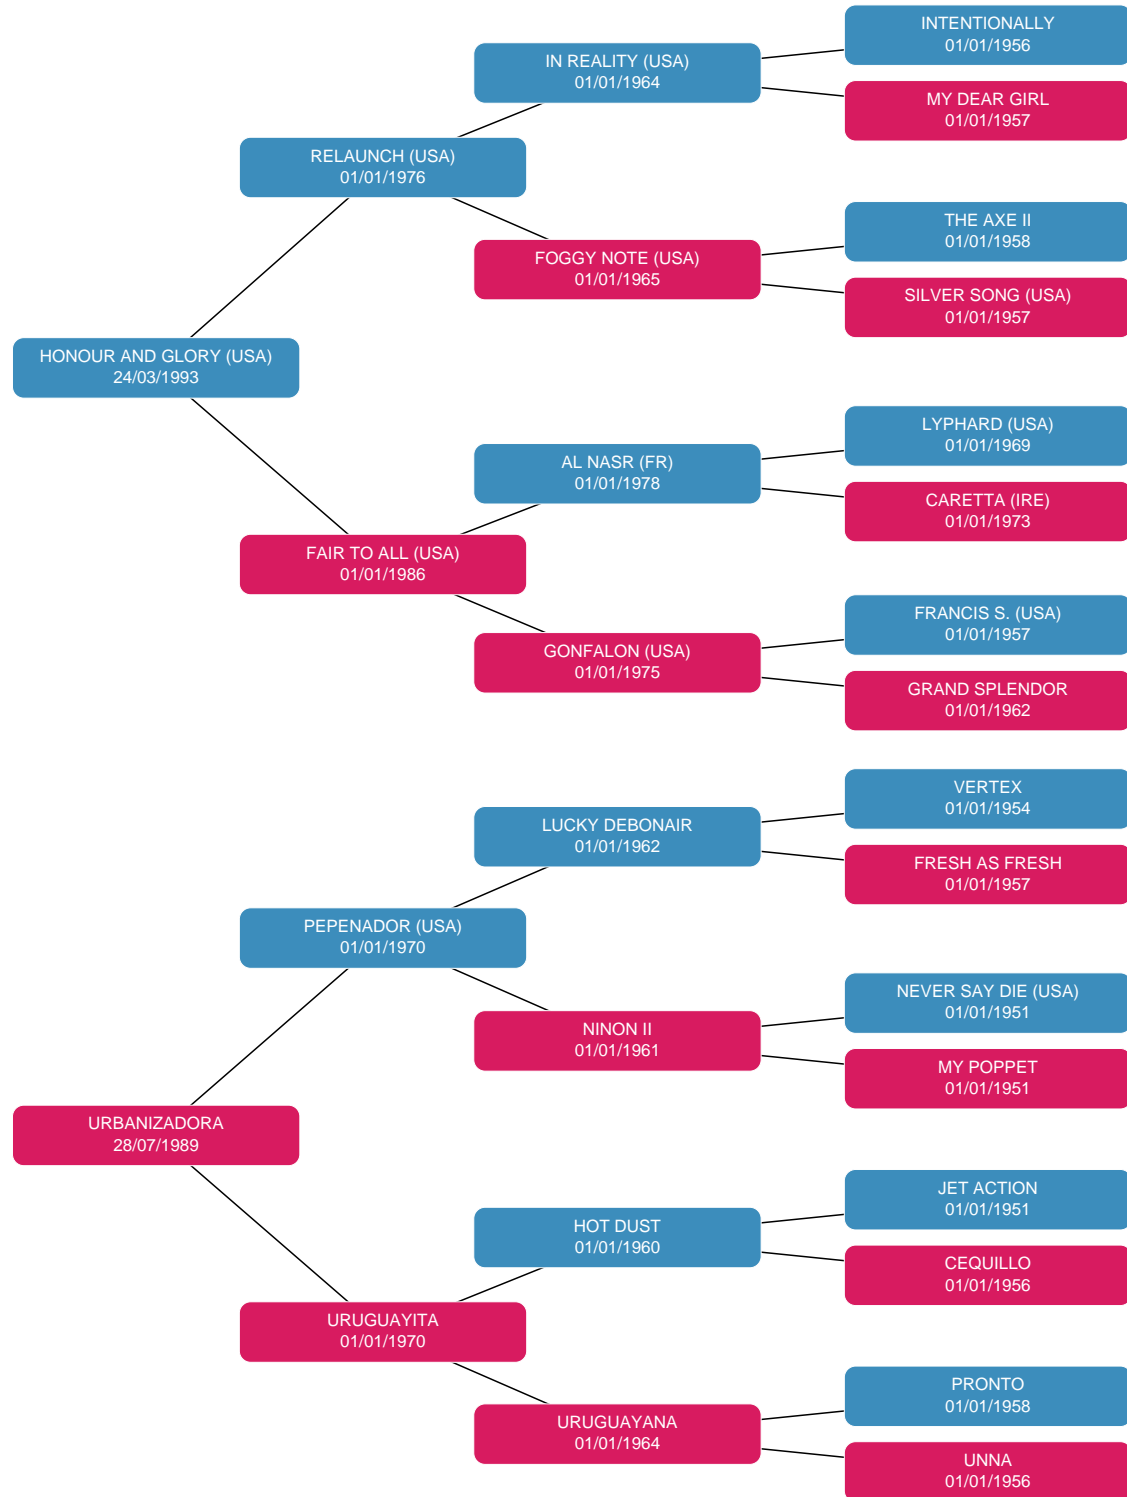 INTENTIONALLY
01/01/1956
IN REALITY (USA)
01/01/1964
MY DEAR GIRL
01/01/1957
RELAUNCH (USA)
01/01/1976
THE AXE II
01/01/1958
FOGGY NOTE (USA)
01/01/1965
SILVER SONG (USA)
01/01/1957
HONOUR AND GLORY (USA)
24/03/1993
LYPHARD (USA)
01/01/1969
AL NASR (FR)
01/01/1978
CARETTA (IRE)
01/01/1973
FAIR TO ALL (USA)
01/01/1986
FRANCIS S. (USA)
01/01/1957
GONFALON (USA)
01/01/1975
GRAND SPLENDOR
01/01/1962
VERTEX
01/01/1954
LUCKY DEBONAIR
01/01/1962
FRESH AS FRESH
01/01/1957
PEPENADOR (USA)
01/01/1970
NEVER SAY DIE (USA)
01/01/1951
NINON II
01/01/1961
MY POPPET
01/01/1951
URBANIZADORA
28/07/1989
JET ACTION
01/01/1951
HOT DUST
01/01/1960
CEQUILLO
01/01/1956
URUGUAYITA
01/01/1970
PRONTO
01/01/1958
URUGUAYANA
01/01/1964
UNNA
01/01/1956